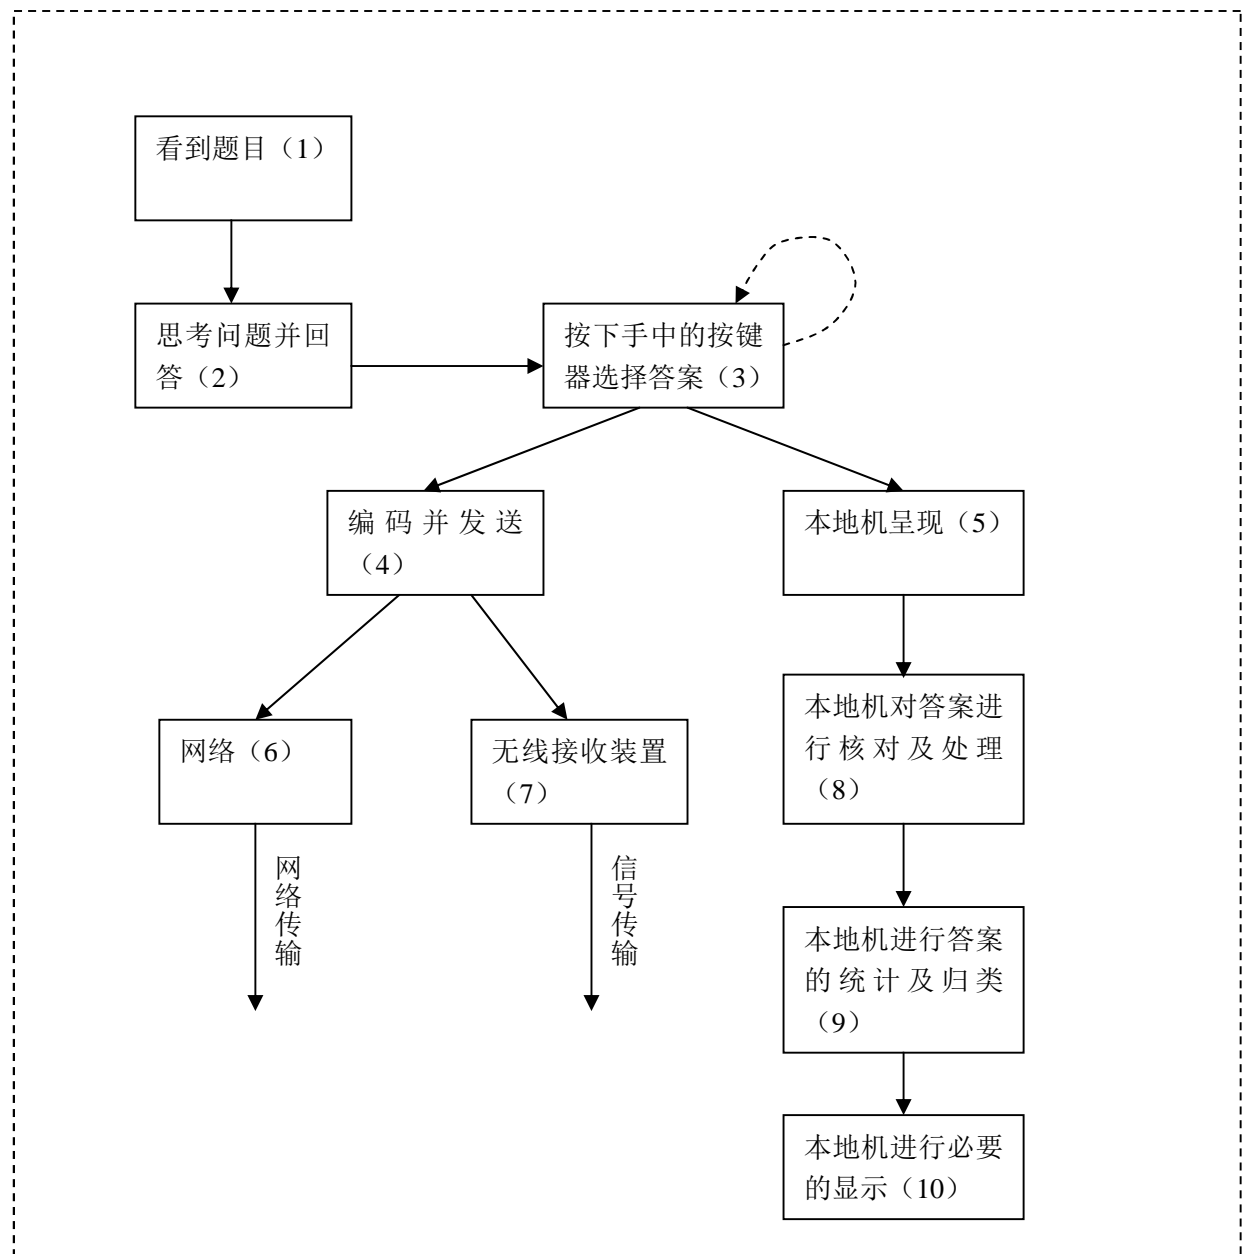 看到题目（1）
思考问题并回
答（2）
按下手中的按键
器选择答案（3）
编码并发送
（4）
本地机呈现（5）
网络（6）
无线接收装置
（7）
本地机对答案进
行核对及处理
（8）
网络传输
信号传输
本地机进行答案
的统计及归类
（9）
本地机进行必要
的显示（10）